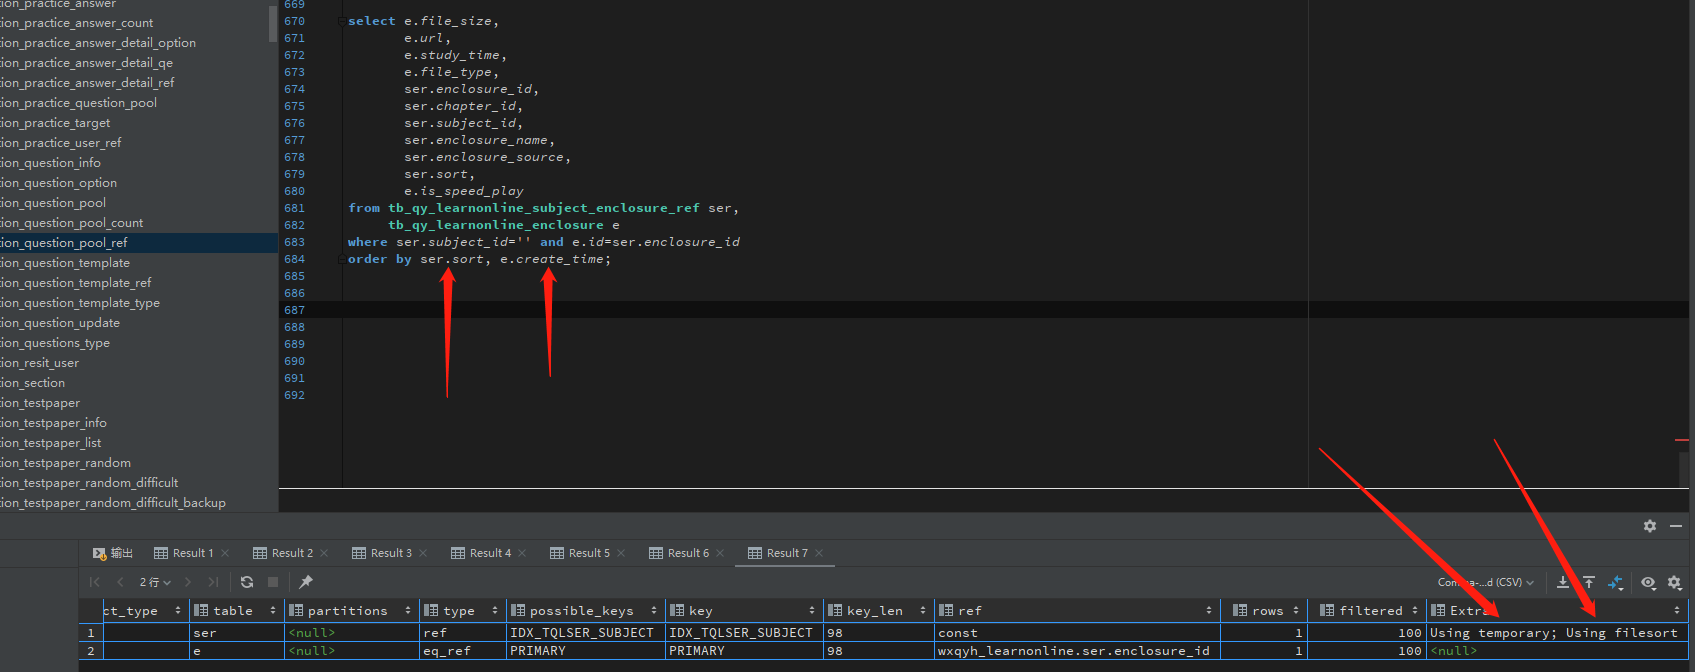 ion_practice_answer
ion_practice_answer_count
ion_practice_answer_detail_option
ion_practice_answer_detail_qe
ion_practice_answer_detail_ref
ion_practice_question_pool
ion_practice_target
ion_practice_user_ref
ion_question_info
ion_question_option
ion_question_pool
ion_question_pool_count
ion_question_pool_ref
ion_question_template
ion_question_template_ref
ion_question_template_type
ion_question_update
ion_questions_type
ion_resit_user
ion_section
ion_testpaper
ion_testpaper_info
ion_testpaper_list
ion_testpaper_random
ion_testpaper_random_difficult
ion_testpaper_random_difficult_backup
669
670 select e.file_size,
671 e.url,
672 e.study_time,
673 e.file_type,
674 ser.enclosure_id,
675 ser.chapter_id,
676 ser.subject_id,
677 ser.enclosure_name,
678 ser.enclosure_source,
679 ser.sort,
680 e.is_speed_play
681 from tb_qy_learnonline_subject_enclosure_ref ser,
682 tb_qy_learnonline_enclosure e
683 where ser.subject_id='' and e.id=ser.enclosure_id
684 order by ser.sort, e.create_time;
685
686
687
688
689
690
691
692
输出 Result 1 Result 2 Result 3 Result 4 Result 5 Result 6 Result 7
2 行 (CSV)
ct_type table partitions type possible_keys key key_len ref rows filtered Extra
1 ser <null> ref IDX_TQLSER_SUBJECT IDX_TQLSER_SUBJECT 98 const 1 100 Using temporary; Using filesort
2 e <null> eq_ref PRIMARY PRIMARY 98 wxqyh_learnonline.ser.enclosure_id 1 100 <null>